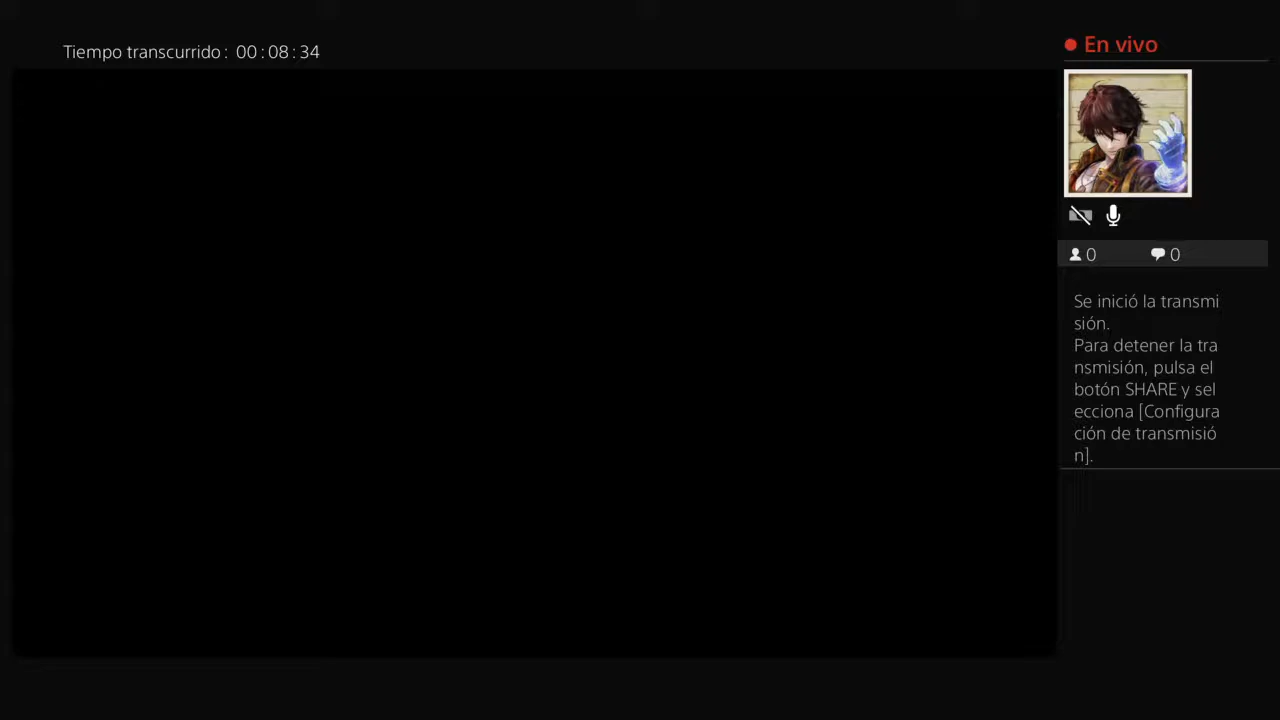 Tiempo transcurrido: 00:08:34
En vivo
0 0
Se inició la transmi
sión.
Para detener la tra
nsmisión, pulsa el
botón SHARE y sel
ecciona [Configura
ción de transmisió
n].